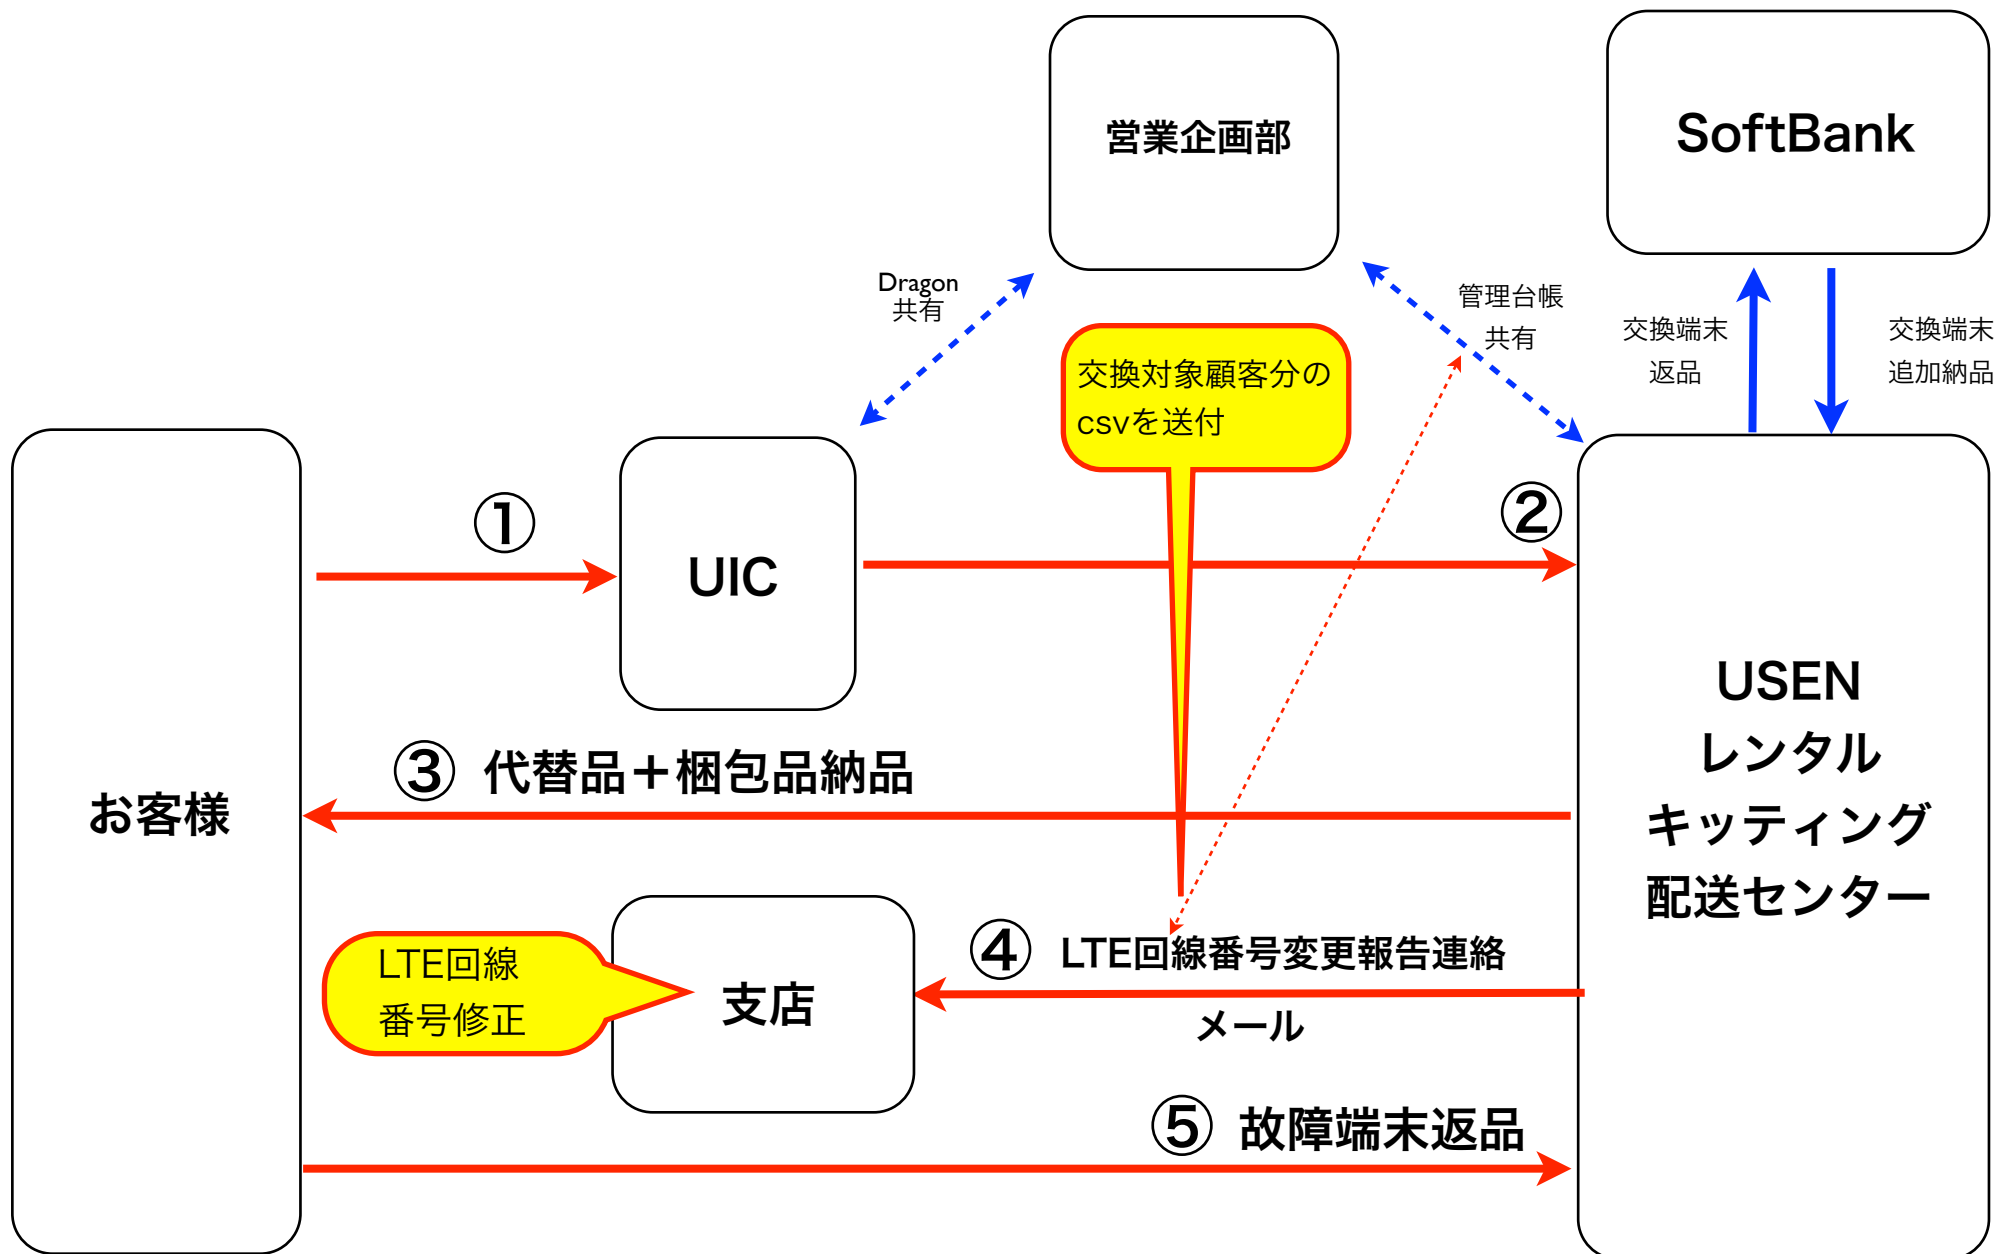 営業企画部
SoftBank
Dragon
共有
管理台帳
共有
交換端末
返品
交換端末
追加納品
交換対象顧客分の
csvを送付
①
②
UIC
USEN
レンタル
キッティング
配送センター
③ 代替品＋梱包品納品
お客様
LTE回線
番号修正
支店
④ LTE回線番号変更報告連絡
メール
⑤ 故障端末返品